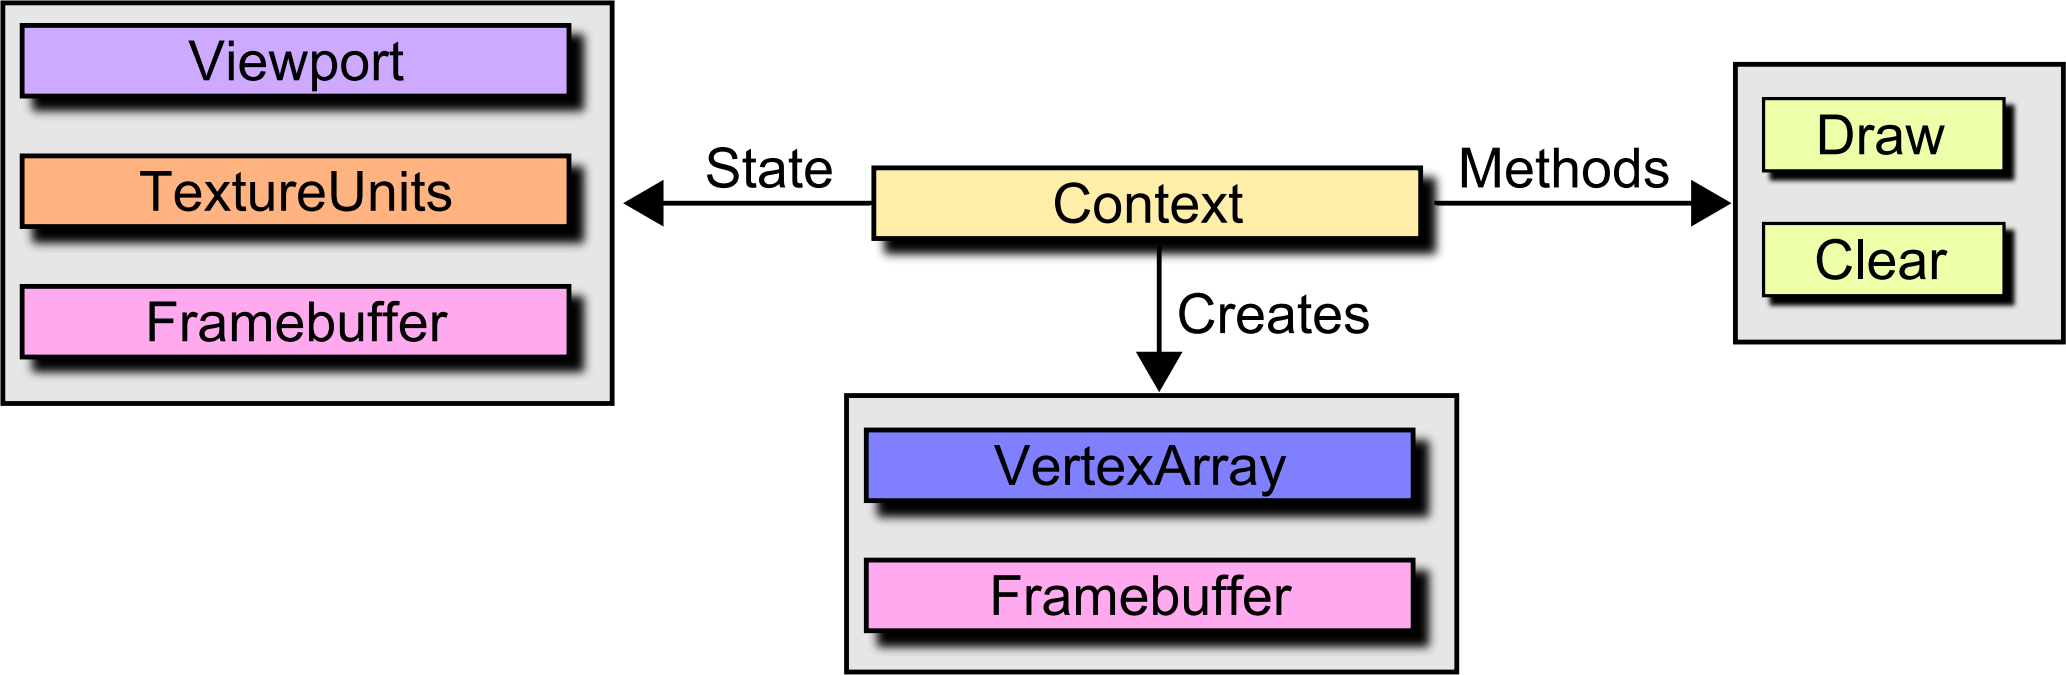 Viewport
TextureUnits
Framebuffer
State
Context
Methods
Draw
Clear
Creates
VertexArray
Framebuffer